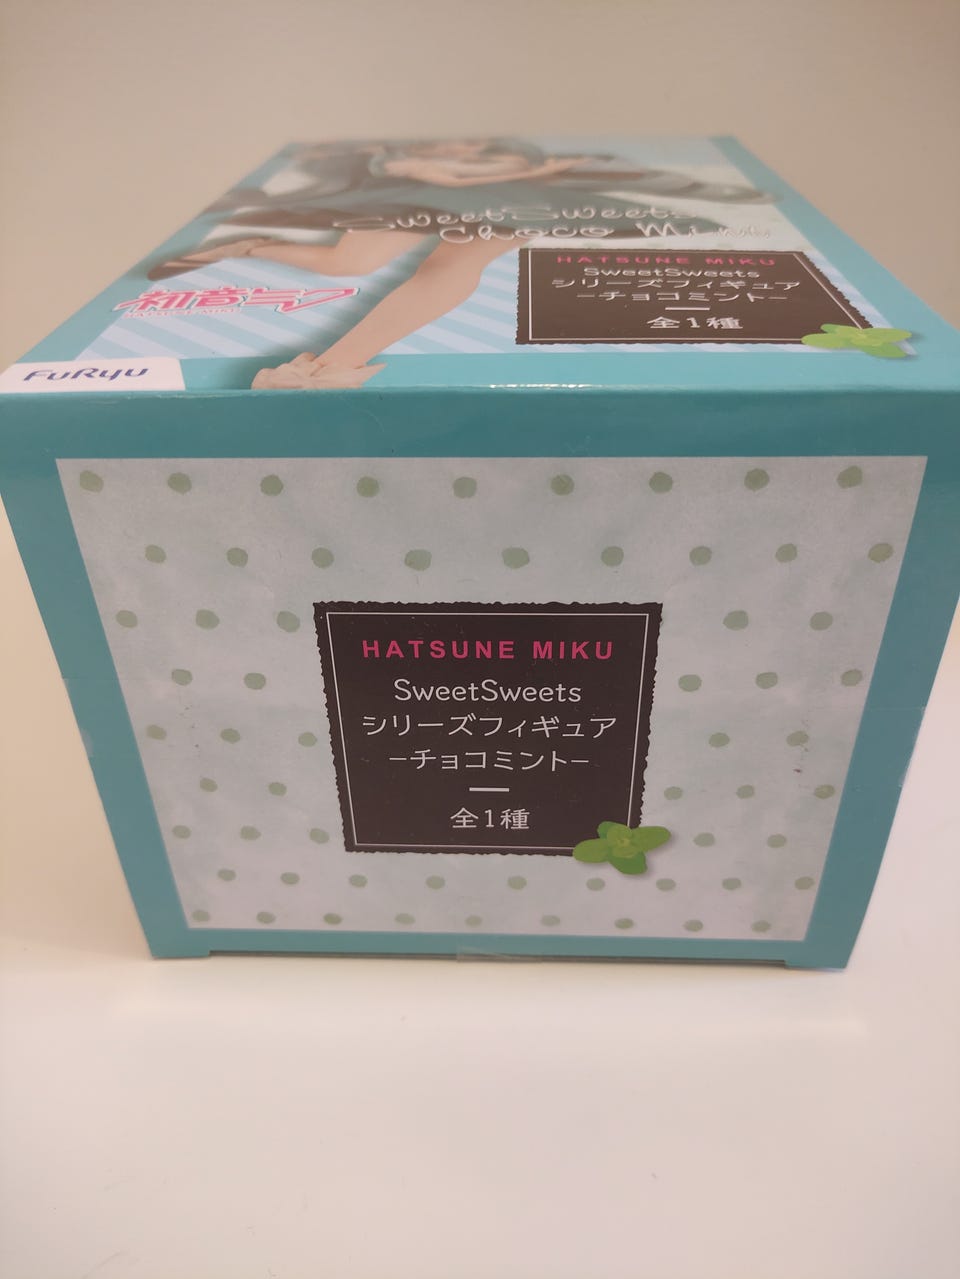 SweetSweets
Choco Mint
初音ミク
HATSUNE MIKU
HATSUNE MIKU
SweetSweets
シリーズフィギュア
−チョコミント−
全1種
FuRyu
HATSUNE MIKU
SweetSweets
シリーズフィギュア
−チョコミント−
全1種